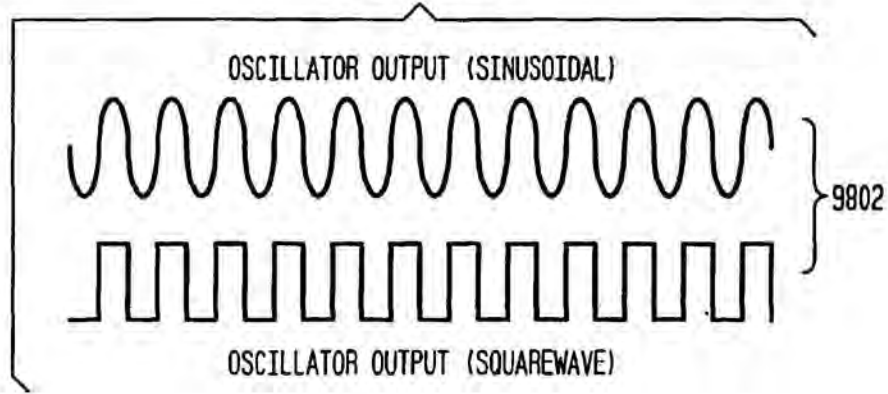 OSCILLATOR OUTPUT (SINUSOIDAL)
9802
OSCILLATOR OUTPUT (SQUAREWAVE)